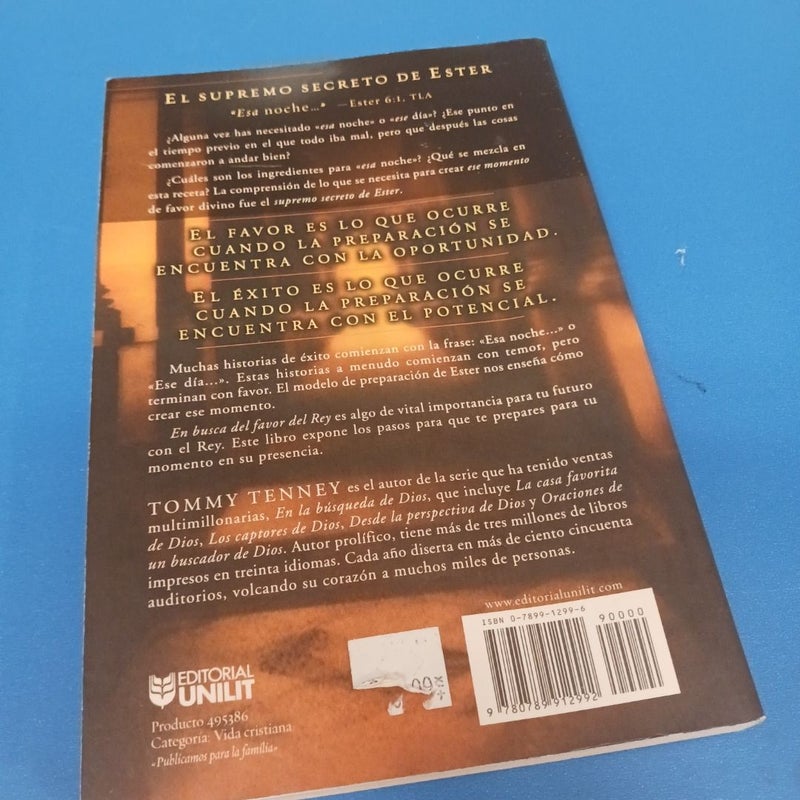 EL SUPREMO SECRETO DE ESTER
«Esa noche...» —Ester 6:1, TLA
¿Alguna vez has necesitado «esa noche» o «ese día»? ¿Ese punto en
el tiempo previo en el que todo iba mal, pero que después las cosas
comenzaron a andar bien?
¿Cuáles son los ingredientes para «esa noche»? ¿Qué se mezcla en
esta receta? La comprensión de lo que se necesita para crear ese momento
de favor divino fue el supremo secreto de Ester.
EL FAVOR ES LO QUE OCURRE
CUANDO LA PREPARACIÓN SE
ENCUENTRA CON LA OPORTUNIDAD.
EL ÉXITO ES LO QUE OCURRE
CUANDO LA PREPARACIÓN SE
ENCUENTRA CON EL POTENCIAL.
Muchas historias de éxito comienzan con la frase: «Esa noche...» o
«Ese día...». Estas historias a menudo comienzan con temor, pero
terminan con favor. El modelo de preparación de Ester nos enseña cómo
crear ese momento.
En busca del favor del Rey es algo de vital importancia para tu futuro
con el Rey. Este libro expone los pasos para que te prepares para tu
momento en su presencia.
TOMMY TENNEY es el autor de la serie que ha tenido ventas
multimillonarias, En la búsqueda de Dios, que incluye La casa favorita
de Dios, Los captores de Dios, Desde la perspectiva de Dios y Oraciones de
un buscador de Dios. Autor prolífico, tiene más de tres millones de libros
impresos en treinta idiomas. Cada año diserta en más de ciento cincuenta
auditorios, volcando su corazón a muchos miles de personas.
www.editorialunilit.com
ISBN 0-7899-1299-6
90000
9 780789 912992
EDITORIAL
UNILIT
Producto 495386
Categoría: Vida cristiana
«Publicamos para la familia»